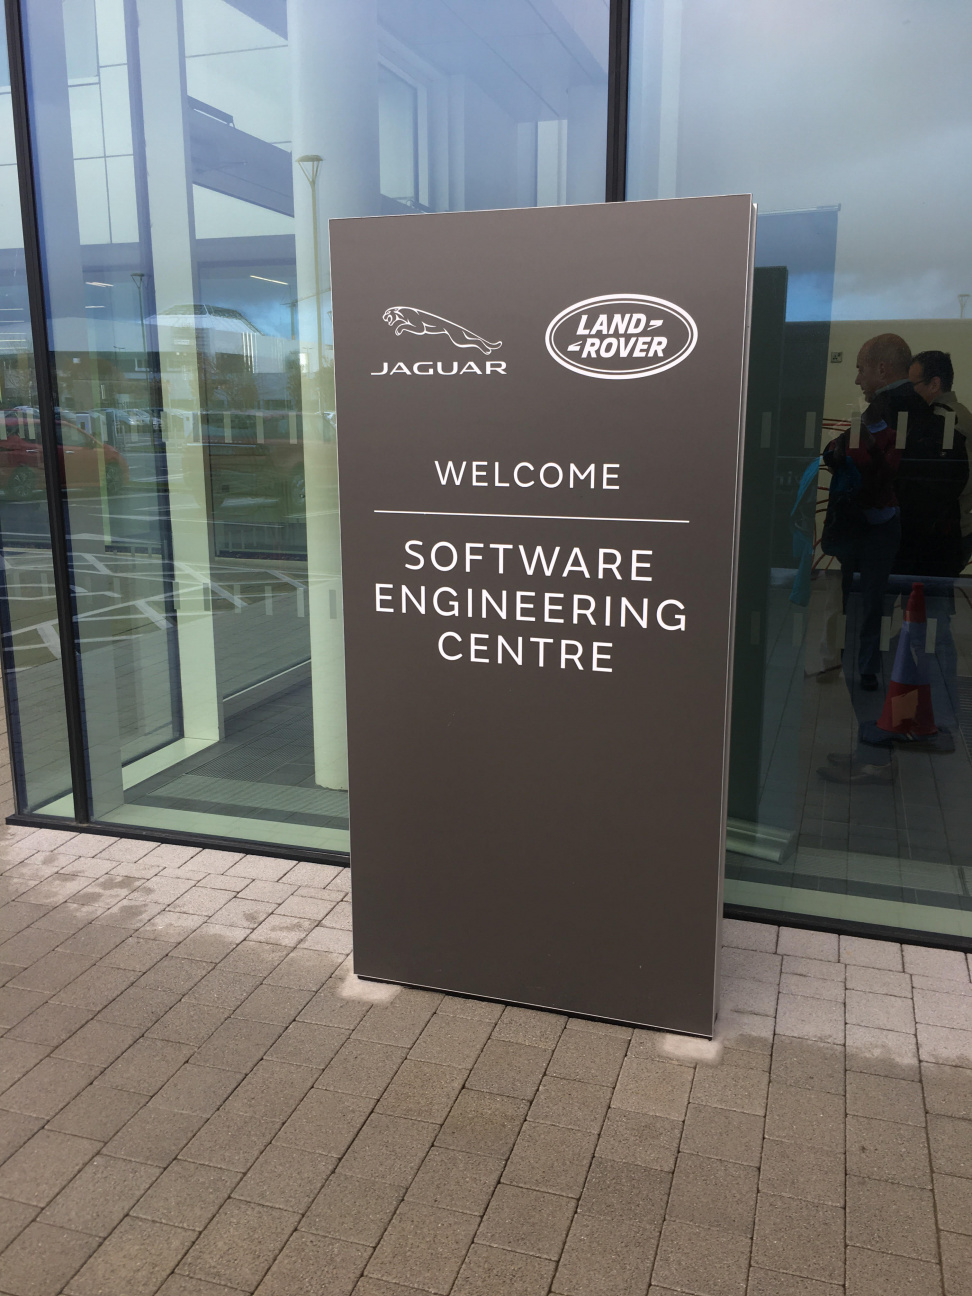 JAGUAR
LAND
ROVER
WELCOME
SOFTWARE
ENGINEERING
CENTRE